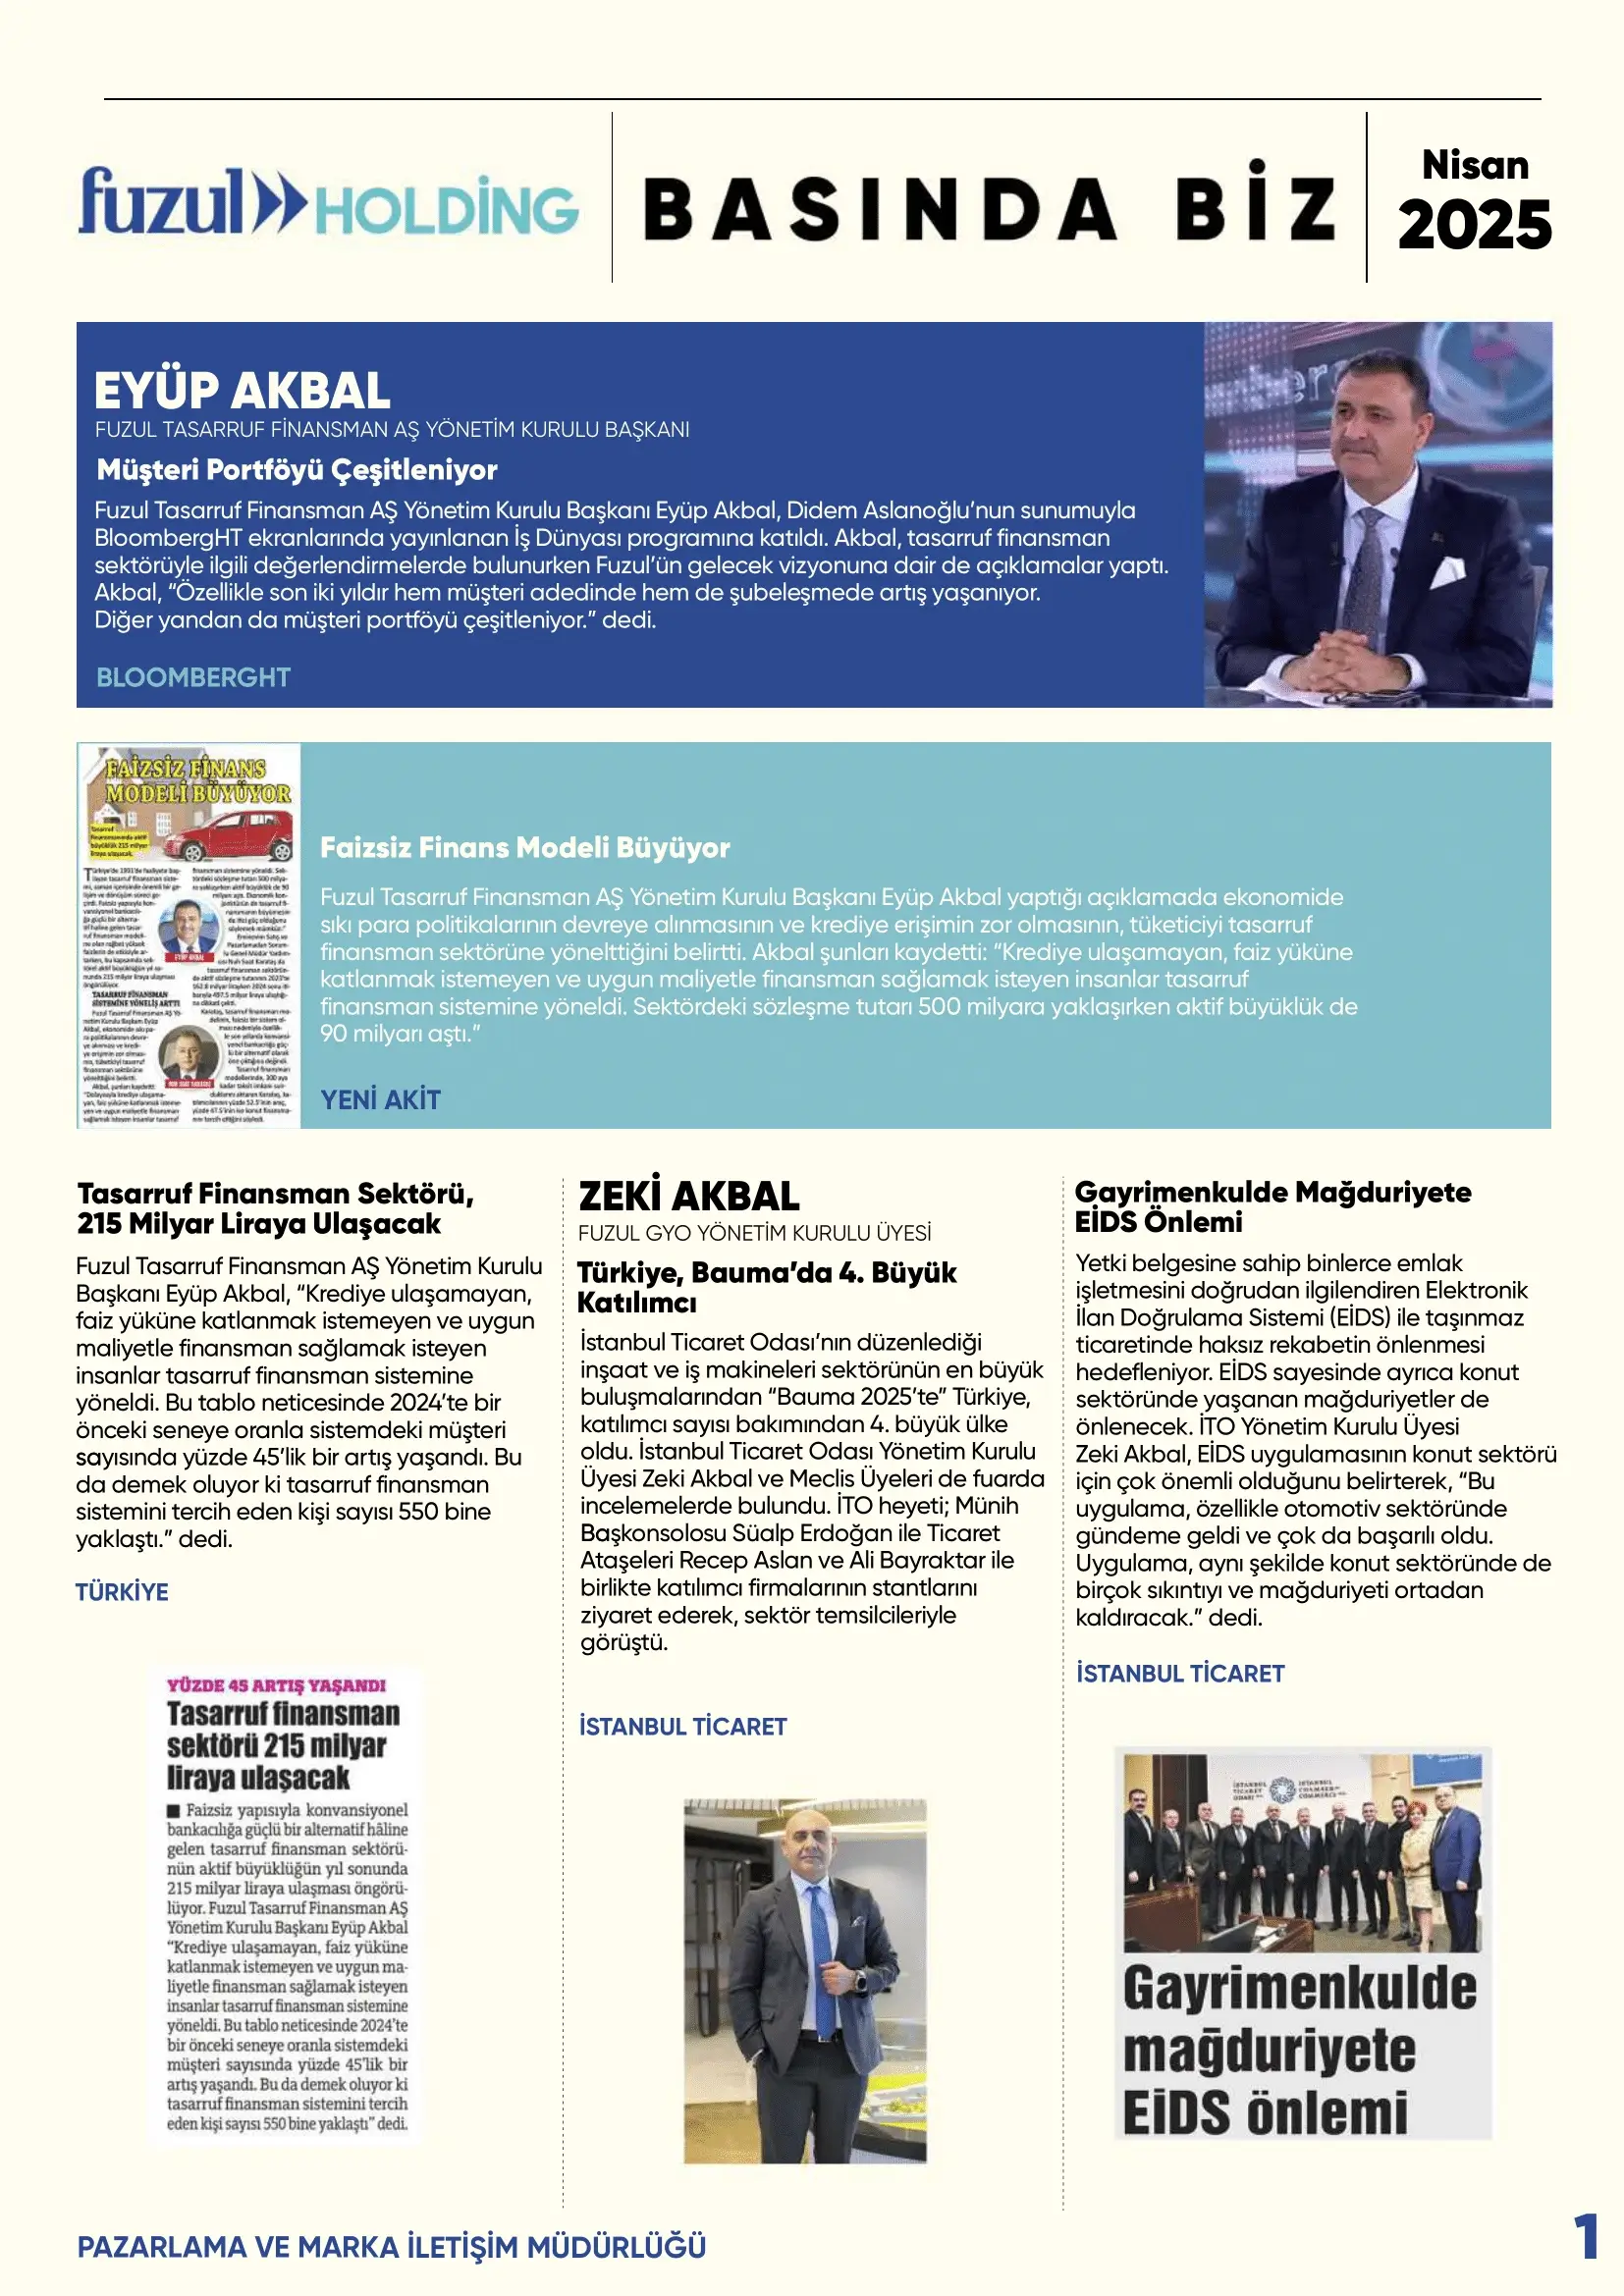 fuzul HOLDİNG
BASINDA BİZ
Nisan
2025
EYÜP AKBAL
FUZUL TASARRUF FİNANSMAN AŞ YÖNETİM KURULU BAŞKANI
Müşteri Portföyü Çeşitleniyor
Fuzul Tasarruf Finansman AŞ Yönetim Kurulu Başkanı Eyüp Akbal, Didem Aslanoğlu’nun sunumuyla
BloombergHT ekranlarında yayınlanan İş Dünyası programına katıldı. Akbal, tasarruf finansman
sektörüyle ilgili değerlendirmelerde bulunurken Fuzul’ün gelecek vizyonuna dair de açıklamalar yaptı.
Akbal, “Özellikle son iki yıldır hem müşteri adedinde hem de şubeleşmede artış yaşanıyor.
Diğer yandan da müşteri portföyü çeşitleniyor.” dedi.
BLOOMBERGHT
FAİZSİZ FİNANS
MODELİ BÜYÜYOR
Faizsiz Finans Modeli Büyüyor
Fuzul Tasarruf Finansman AŞ Yönetim Kurulu Başkanı Eyüp Akbal yaptığı açıklamada ekonomide
sıkı para politikalarının devreye alınmasının ve krediye erişimin zor olmasının, tüketiciyi tasarruf
finansman sektörüne yönelttiğini belirtti. Akbal şunları kaydetti: “Krediye ulaşamayan, faiz yüküne
katlanmak istemeyen ve uygun maliyetle finansman sağlamak isteyen insanlar tasarruf
finansman sistemine yöneldi. Sektördeki sözleşme tutarı 500 milyara yaklaşırken aktif büyüklük de
90 milyarı aştı.”
YENİ AKİT
Tasarruf Finansman Sektörü,
215 Milyar Liraya Ulaşacak
Fuzul Tasarruf Finansman AŞ Yönetim Kurulu
Başkanı Eyüp Akbal, “Krediye ulaşamayan,
faiz yüküne katlanmak istemeyen ve uygun
maliyetle finansman sağlamak isteyen
insanlar tasarruf finansman sistemine
yöneldi. Bu tablo neticesinde 2024’te bir
önceki seneye oranla sistemdeki müşteri
sayısında yüzde 45’lik bir artış yaşandı. Bu
da demek oluyor ki tasarruf finansman
sistemini tercih eden kişi sayısı 550 bine
yaklaştı.” dedi.
TÜRKİYE
YÜZDE 45 ARTIŞ YAŞANDI
Tasarruf finansman
sektörü 215 milyar
liraya ulaşacak
■ Faizsiz yapısıyla konvansiyonel
bankacılığa güçlü bir alternatif hâline
gelen tasarruf finansman sektörü-
nün aktif büyüklüğün yıl sonunda
215 milyar liraya ulaşması öngörü-
lüyor. Fuzul Tasarruf Finansman AŞ
Yönetim Kurulu Başkanı Eyüp Akbal
“Krediye ulaşamayan, faiz yüküne
katlanmak istemeyen ve uygun ma-
liyetle finansman sağlamak isteyen
insanlar tasarruf finansman sistemine
yöneldi. Bu tablo neticesinde 2024’te
bir önceki seneye oranla sistemdeki
müşteri sayısında yüzde 45’lik bir
artış yaşandı. Bu da demek oluyor ki
tasarruf finansman sistemini tercih
eden kişi sayısı 550 bine yaklaştı” dedi.
ZEKİ AKBAL
FUZUL GYO YÖNETİM KURULU ÜYESİ
Türkiye, Bauma’da 4. Büyük
Katılımcı
İstanbul Ticaret Odası’nın düzenlediği
inşaat ve iş makineleri sektörünün en büyük
buluşmalarından “Bauma 2025’te” Türkiye,
katılımcı sayısı bakımından 4. büyük ülke
oldu. İstanbul Ticaret Odası Yönetim Kurulu
Üyesi Zeki Akbal ve Meclis Üyeleri de fuarda
incelemelerde bulundu. İTO heyeti; Münih
Başkonsolosu Süalp Erdoğan ile Ticaret
Ataşeleri Recep Aslan ve Ali Bayraktar ile
birlikte katılımcı firmalarının stantlarını
ziyaret ederek, sektör temsilcileriyle
görüştü.
İSTANBUL TİCARET
Gayrimenkulde Mağduriyete
EİDS Önlemi
Yetki belgesine sahip binlerce emlak
işletmesini doğrudan ilgilendiren Elektronik
İlan Doğrulama Sistemi (EİDS) ile taşınmaz
ticaretinde haksız rekabetin önlenmesi
hedefleniyor. EİDS sayesinde ayrıca konut
sektöründe yaşanan mağduriyetler de
önlenecek. İTO Yönetim Kurulu Üyesi
Zeki Akbal, EİDS uygulamasının konut sektörü
için çok önemli olduğunu belirterek, “Bu
uygulama, özellikle otomotiv sektöründe
gündeme geldi ve çok da başarılı oldu.
Uygulama, aynı şekilde konut sektöründe de
birçok sıkıntıyı ve mağduriyeti ortadan
kaldıracak.” dedi.
İSTANBUL TİCARET
Gayrimenkulde
mağduriyete
EİDS önlemi
PAZARLAMA VE MARKA İLETİŞİM MÜDÜRLÜĞÜ
1